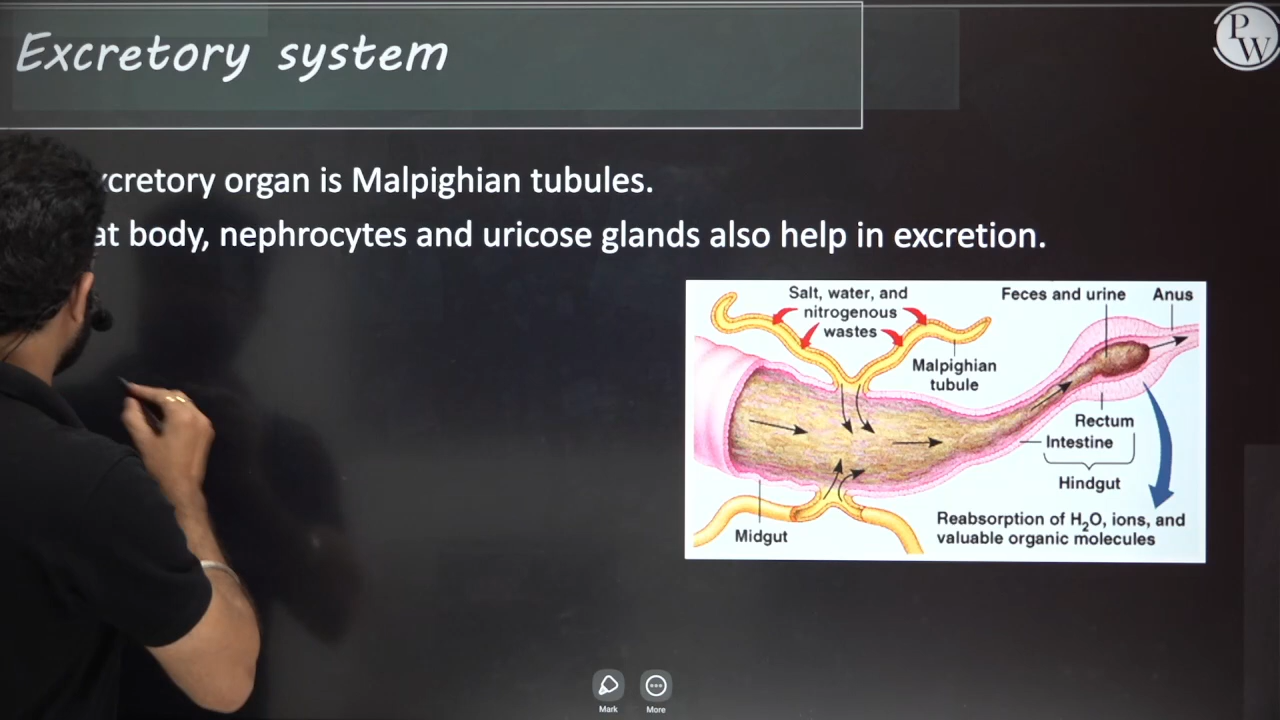 Excretory system
PW
xcretory organ is Malpighian tubules.
at body, nephrocytes and uricose glands also help in excretion.
Salt, water, and
nitrogenous
wastes
Feces and urine
Anus
Malpighian
tubule
Rectum
Intestine
Hindgut
Midgut
Reabsorption of H₂O, ions, and
valuable organic molecules
Mark
More